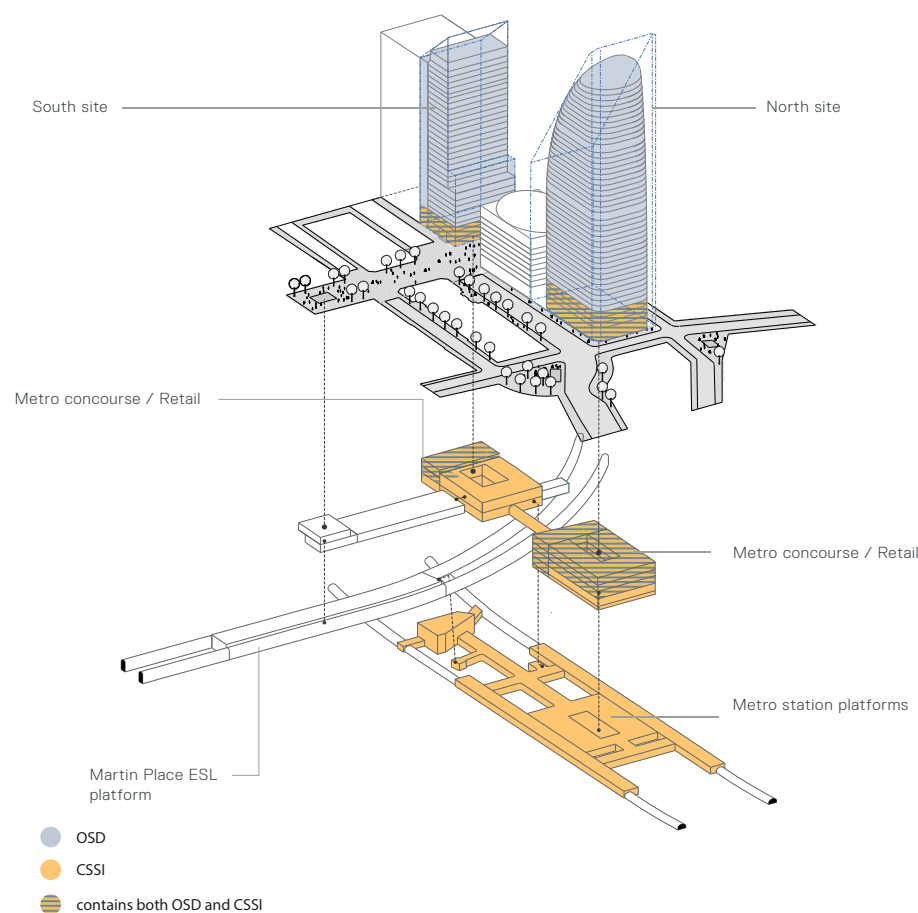 South site
North site
Metro concourse / Retail
Metro concourse / Retail
Metro station platforms
Martin Place ESL
platform
OSD
CSSI
contains both OSD and CSSI